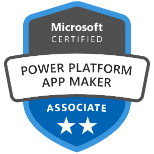 Microsoft
CERTIFIED
POWER PLATFORM
APP MAKER
ASSOCIATE